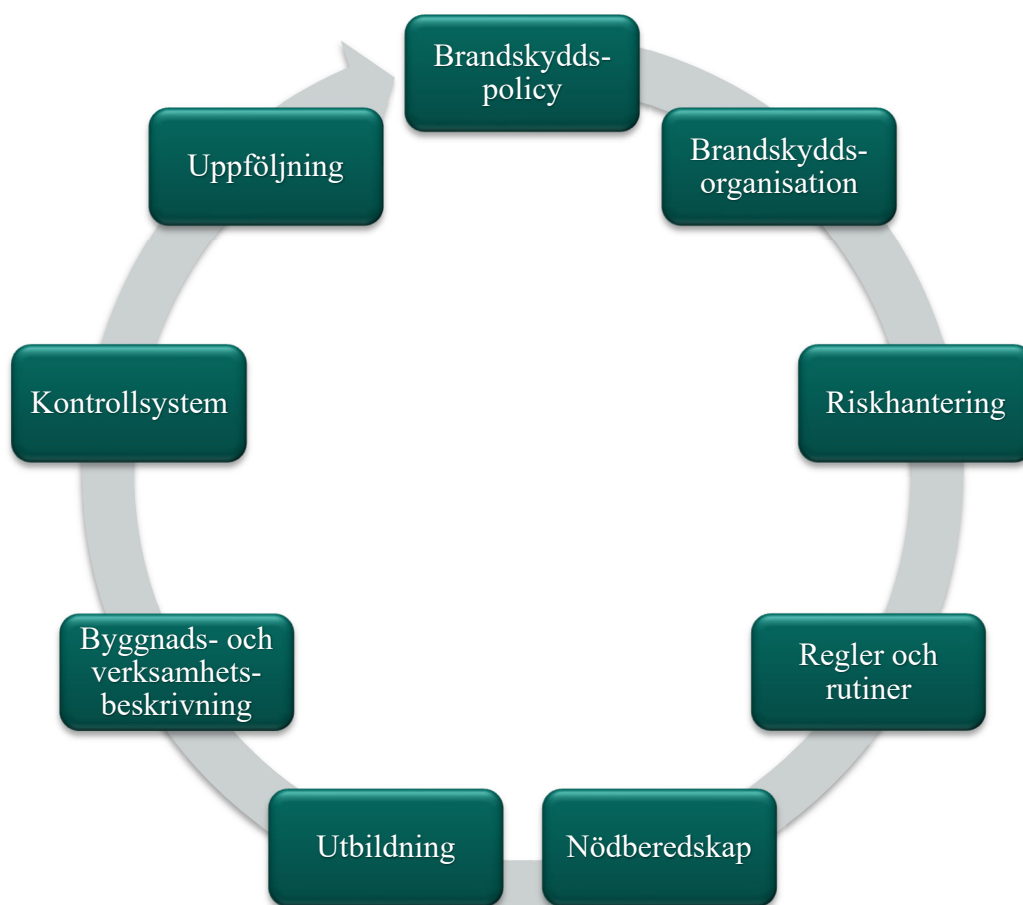 Brandskydds-
policy
Brandskydds-
organisation
Riskhantering
Regler och
rutiner
Nödberedskap
Utbildning
Byggnads- och
verksamhets-
beskrivning
Kontrollsystem
Uppföljning